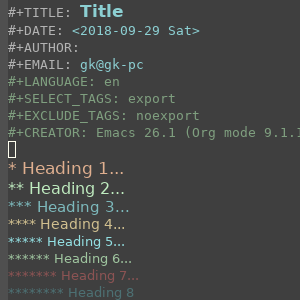 #+TITLE: Title
#+DATE: <2018-09-29 Sat>
#+AUTHOR:
#+EMAIL: gk@gk-pc
#+LANGUAGE: en
#+SELECT_TAGS: export
#+EXCLUDE_TAGS: noexport
#+CREATOR: Emacs 26.1 (Org mode 9.1.1
* Heading 1...
** Heading 2...
*** Heading 3...
**** Heading 4...
***** Heading 5...
****** Heading 6...
******* Heading 7...
******** Heading 8